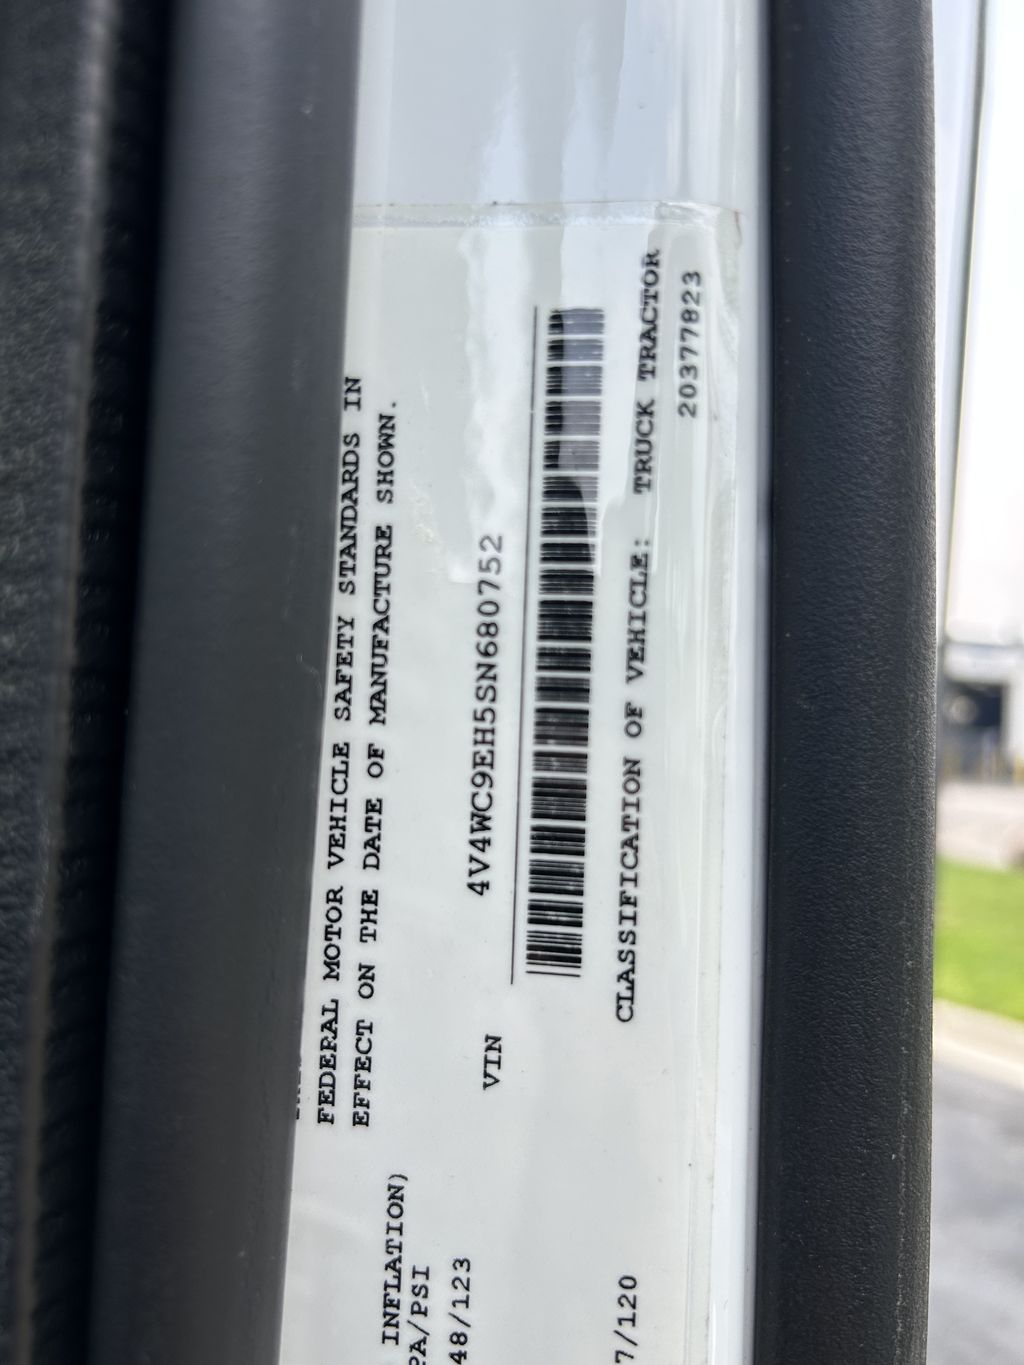 FEDERAL MOTOR VEHICLE SAFETY STANDARDS IN
EFFECT ON THE DATE OF MANUFACTURE SHOWN.
INFLATION)
PA/PSI
48/123
VIN 4V4WC9EH5SN680752
7/120
CLASSIFICATION OF VEHICLE: TRUCK TRACTOR
20377823